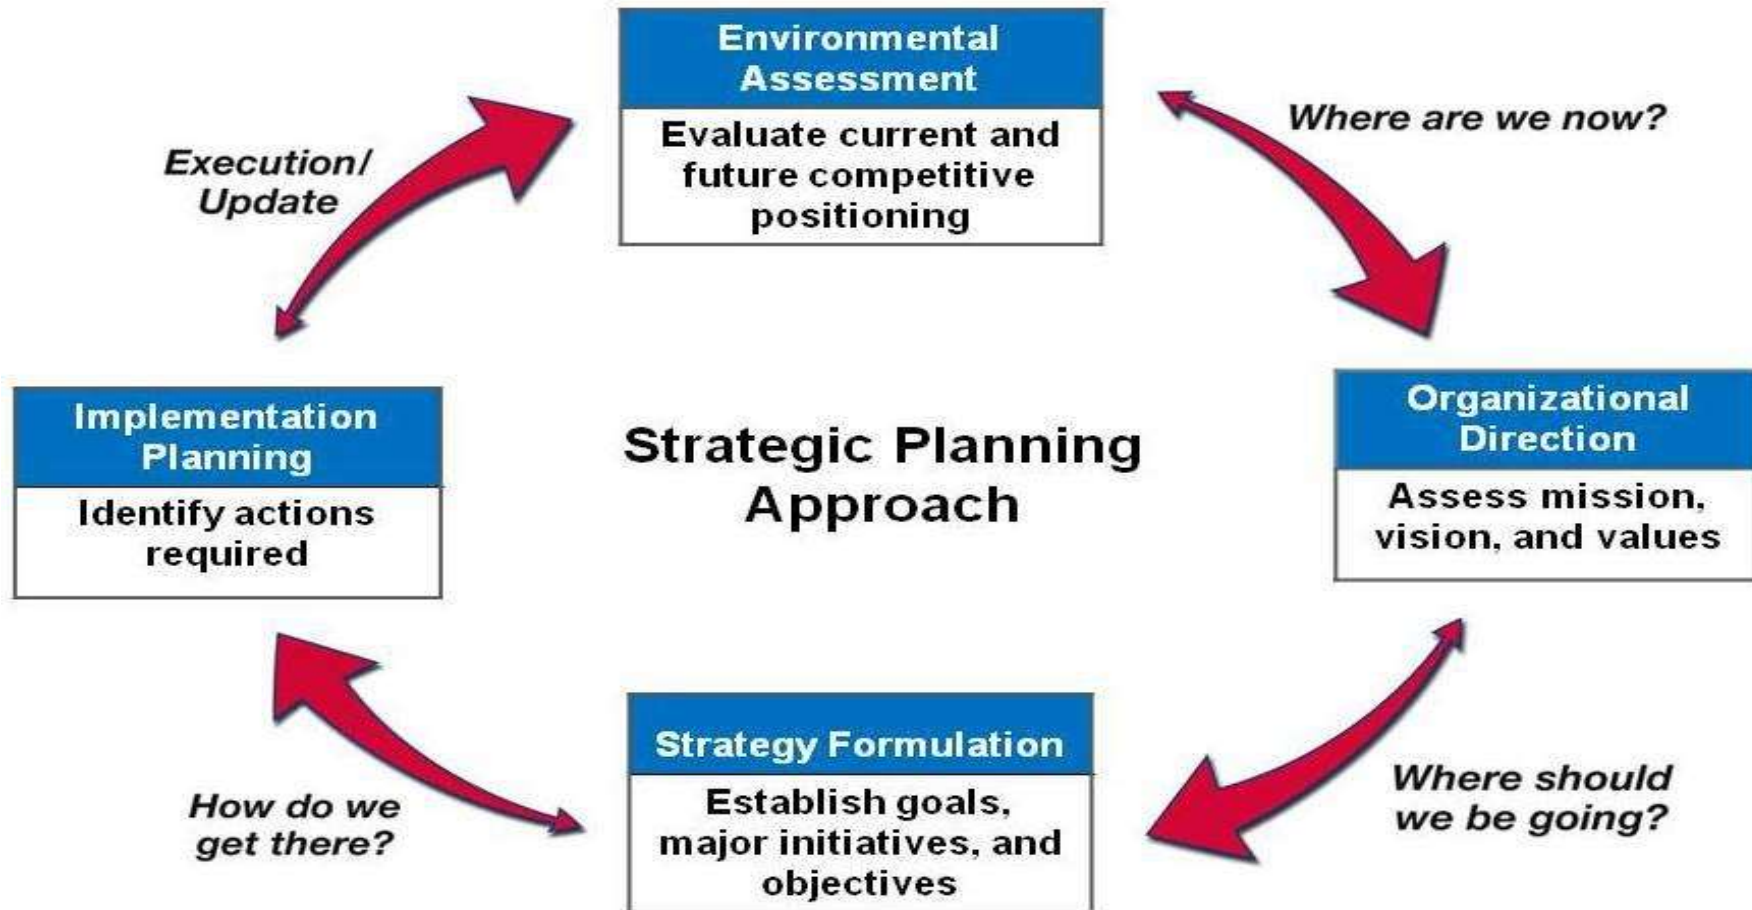 Environmental
Assessment
Evaluate current and
future competitive
positioning
Where are we now?
Execution/
Update
Organizational
Direction
Assess mission,
vision, and values
Strategic Planning
Approach
Implementation
Planning
Identify actions
required
Strategy Formulation
Establish goals,
major initiatives, and
objectives
Where should
we be going?
How do we
get there?